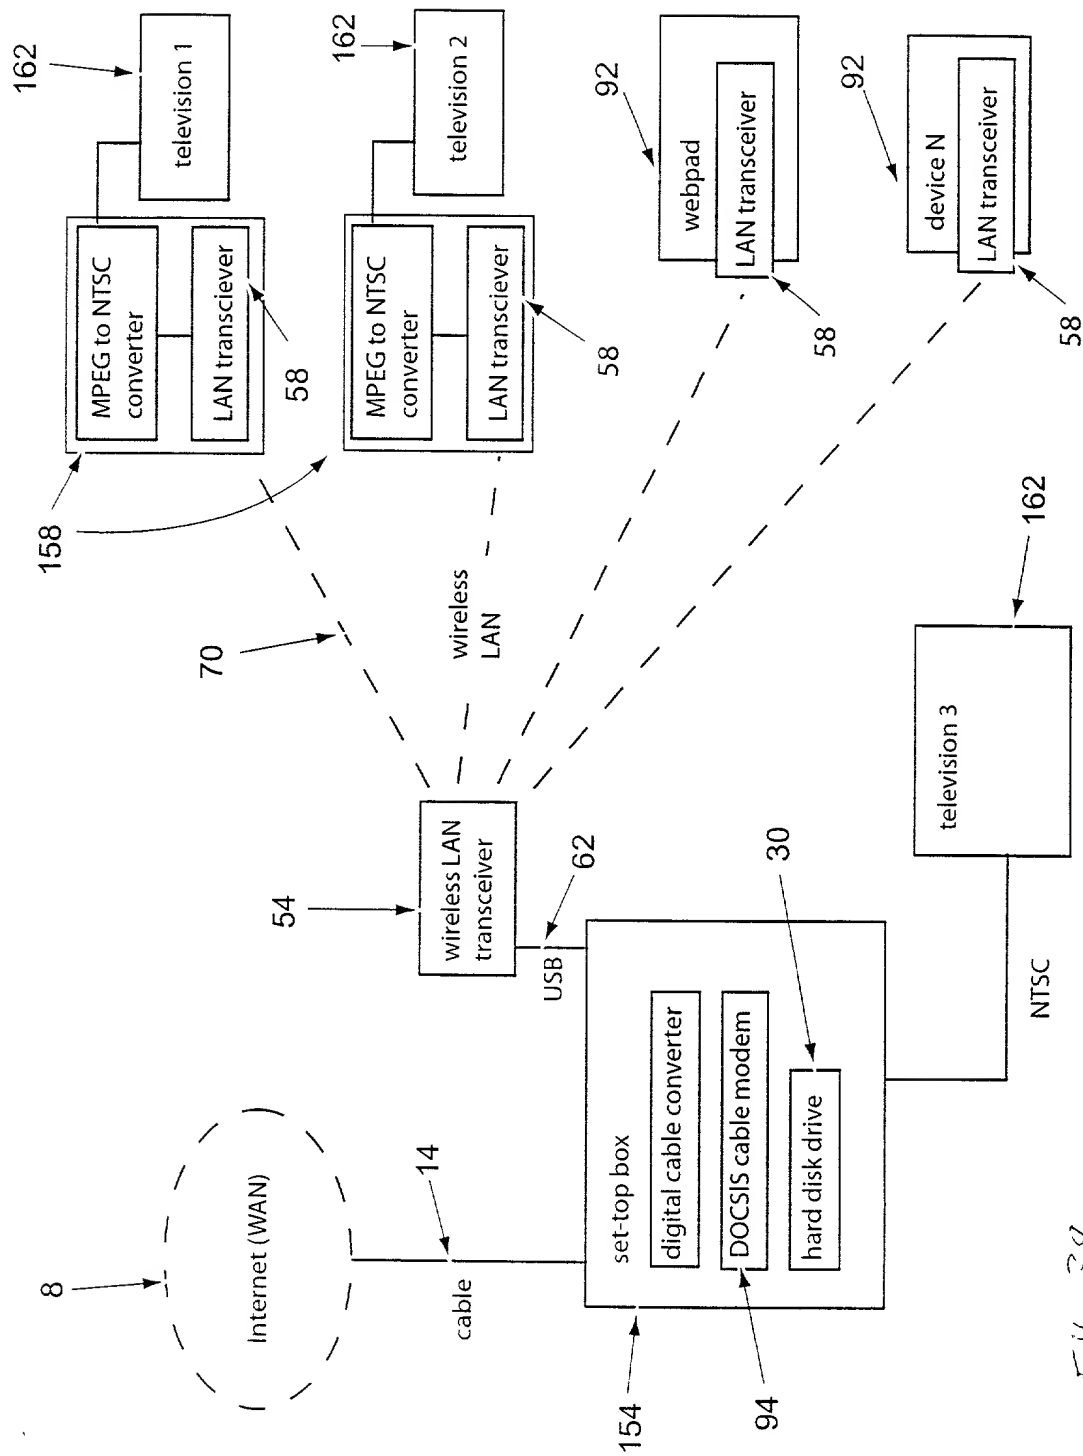 8
Internet (WAN)
14
cable
154
set-top box
digital cable converter
DOCSIS cable modem
hard disk drive
94
30
USB
62
54
wireless LAN
transceiver
NTSC
television 3
162
70
wireless
LAN
158
MPEG to NTSC
converter
LAN transciever
58
television 1
162
MPEG to NTSC
converter
LAN transciever
58
television 2
162
webpad
LAN transceiver
92
58
device N
LAN transceiver
92
58